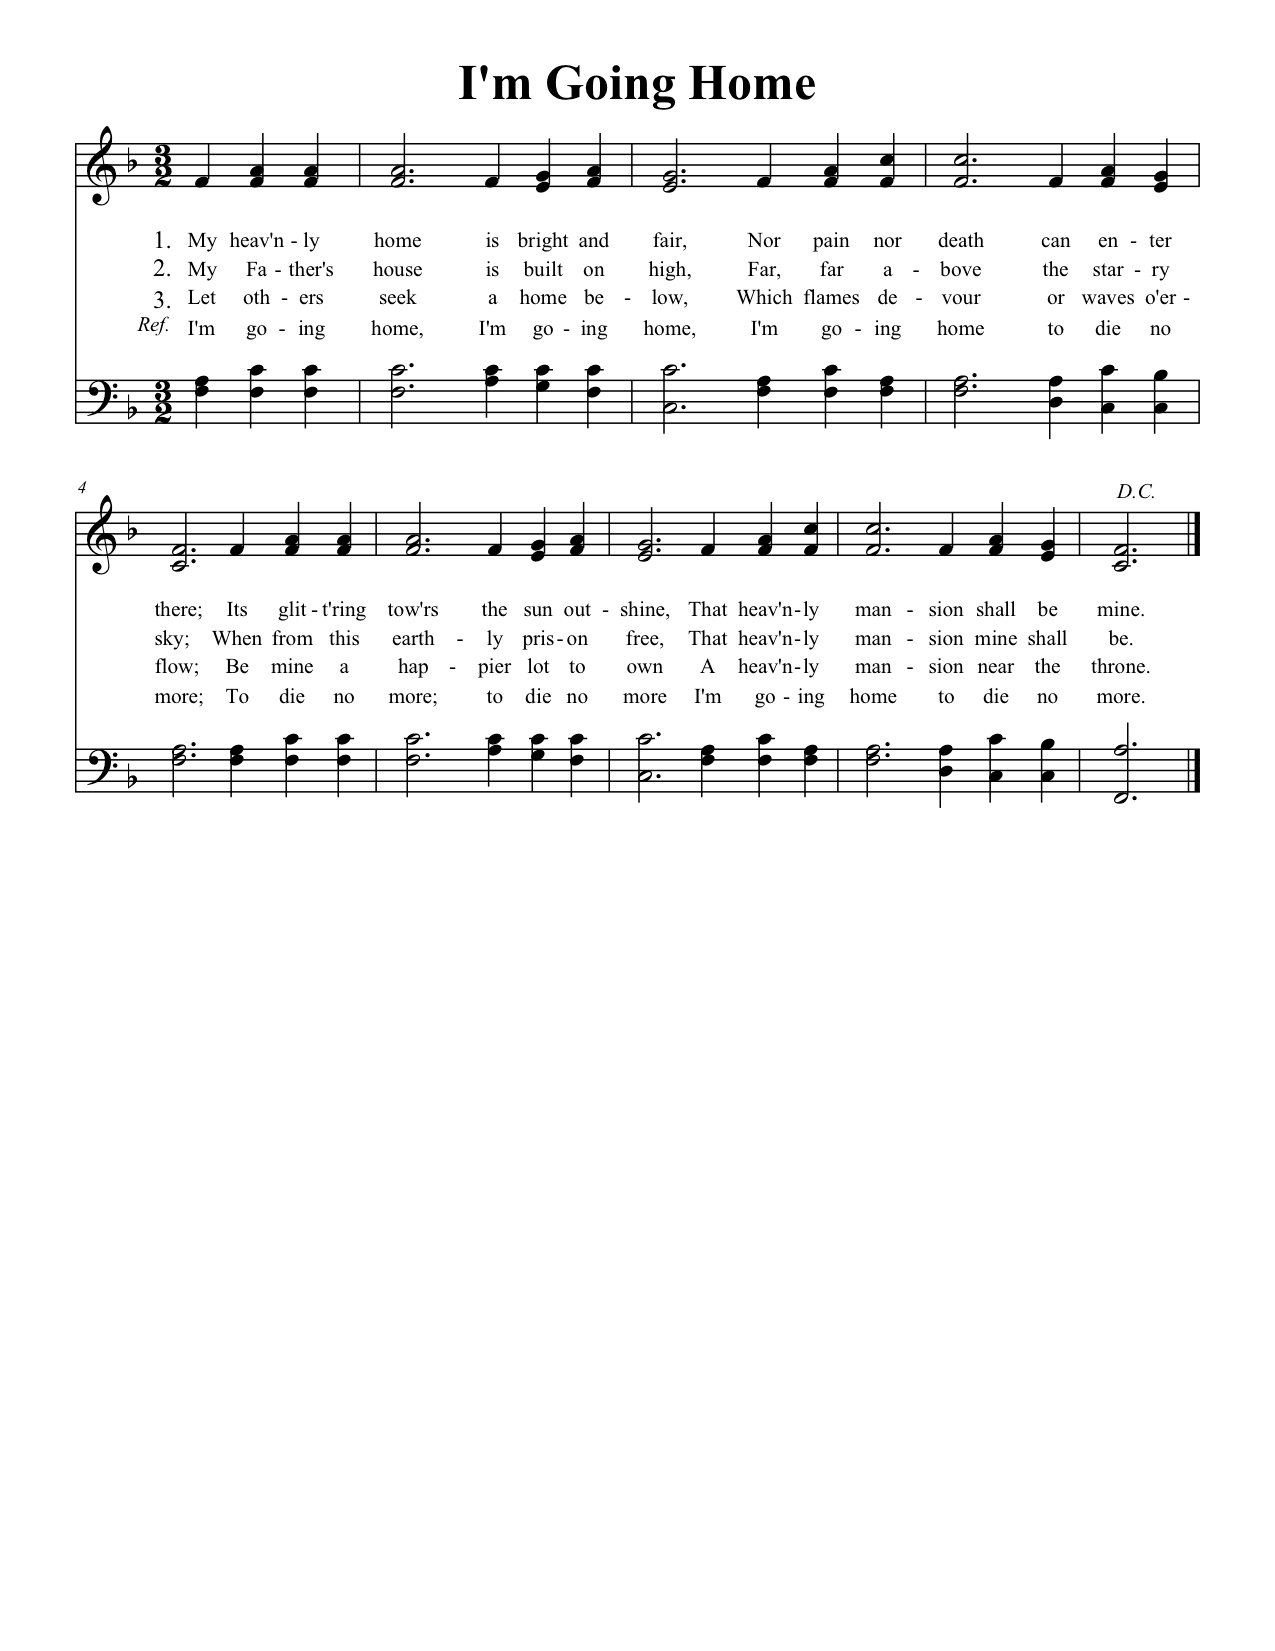 I'm Going Home
1. My heav'n - ly home is bright and fair, Nor pain nor death can en - ter
2. My Fa - ther's house is built on high, Far, far a - bove the star - ry
3. Let oth - ers seek a home be - low, Which flames de - vour or waves o'er -
Ref. I'm go - ing home, I'm go - ing home, I'm go - ing home to die no
4
D.C.
there; Its glit - t'ring tow'rs the sun out - shine, That heav'n - ly man - sion shall be mine.
sky; When from this earth - ly pris - on free, That heav'n - ly man - sion mine shall be.
flow; Be mine a hap - pier lot to own A heav'n - ly man - sion near the throne.
more; To die no more; to die no more I'm go - ing home to die no more.